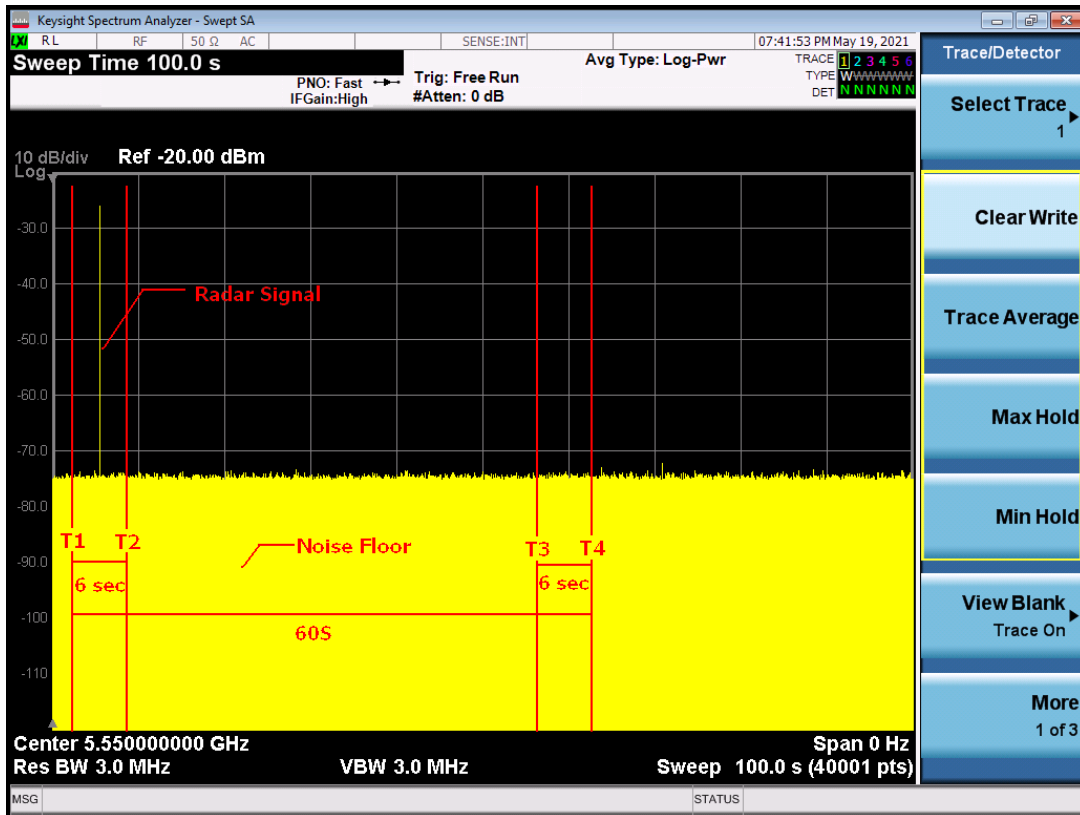 Keysight Spectrum Analyzer - Swept SA
LXI RL RF 50 Ω AC SENSE:INT 07:41:53 PM May 19, 2021
Sweep Time 100.0 s
PNO: Fast
IFGain:High
Trig: Free Run
#Atten: 0 dB
Avg Type: Log-Pwr
TRACE 1 2 3 4 5 6
TYPE WWWWWW
DET N N N N N N
10 dB/div Ref -20.00 dBm
Log
-30.0
-40.0
-50.0
-60.0
-70.0
-80.0
-90.0
-100
-110
Radar Signal
T1 T2 Noise Floor T3 T4
6 sec 6 sec
60S
Center 5.550000000 GHz Span 0 Hz
Res BW 3.0 MHz VBW 3.0 MHz Sweep 100.0 s (40001 pts)
MSG STATUS
Trace/Detector
Select Trace
1
Clear Write
Trace Average
Max Hold
Min Hold
View Blank
Trace On
More
1 of 3